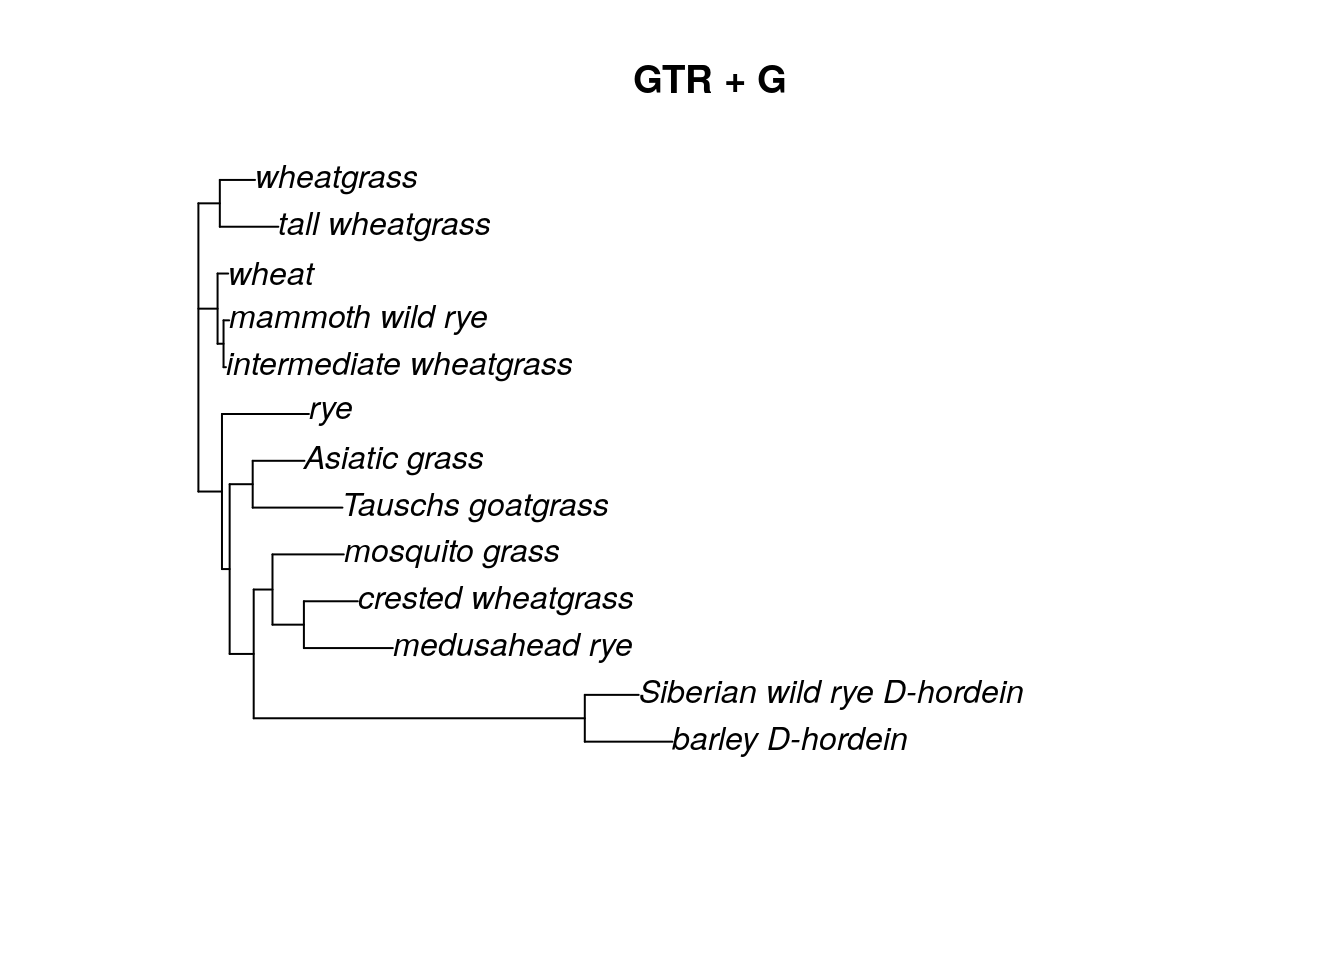 GTR + G
wheatgrass
tall wheatgrass
wheat
mammoth wild rye
intermediate wheatgrass
rye
Asiatic grass
Tauschs goatgrass
mosquito grass
crested wheatgrass
medusahead rye
Siberian wild rye D-hordein
barley D-hordein